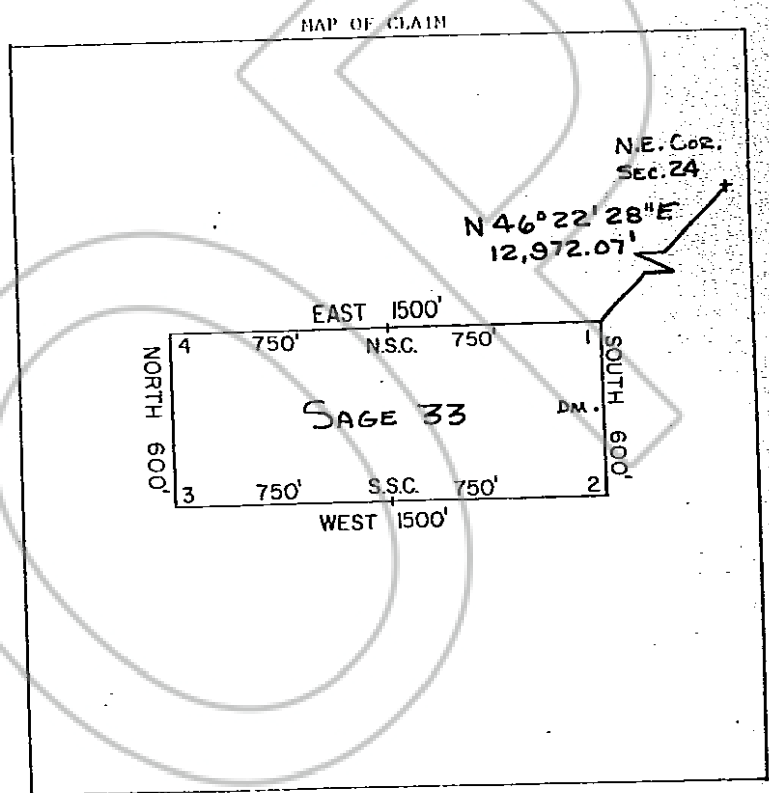 MAP OF CLAIM
N.E. COR.
SEC. 24
N 46° 22' 28" E
12,972.07'
EAST 1500'
4 750' N.S.C. 750' 1
NORTH 600'
SAGE 33
DM.
SOUTH 600'
3 750' S.S.C. 750' 2
WEST 1500'